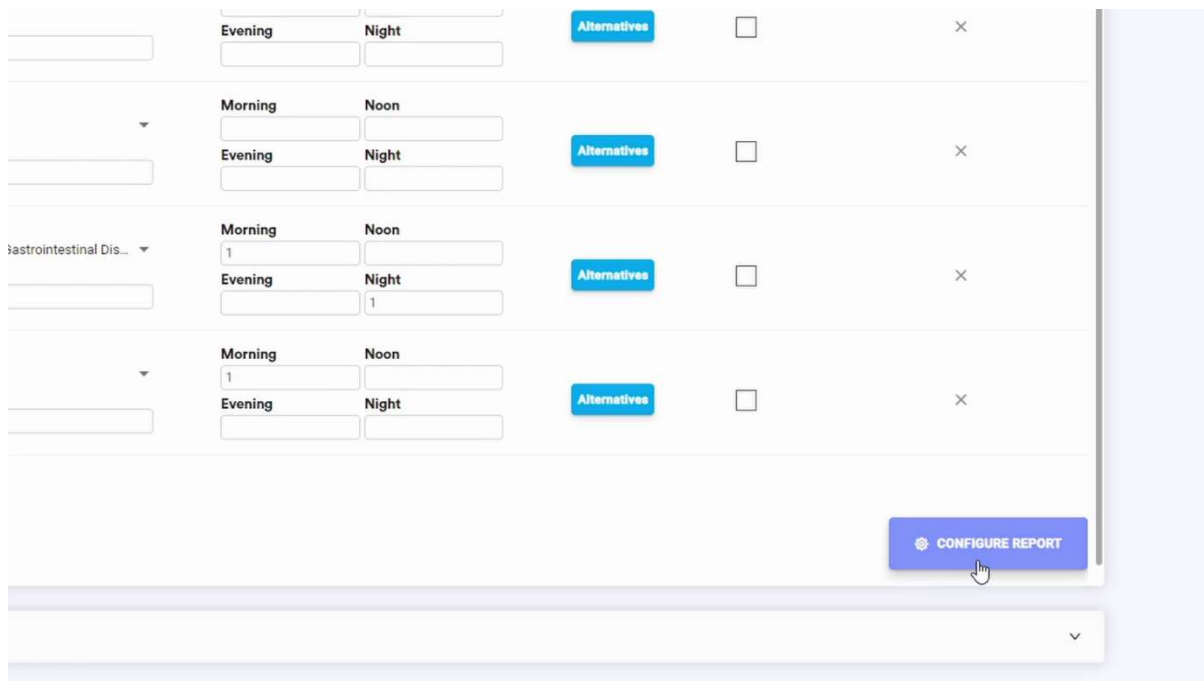 Evening Night
Alternatives
Morning Noon
Evening Night
Alternatives
Morning Noon
Gastrointestinal Dis...
1
Evening Night
Alternatives
1
Morning Noon
1
Evening Night
Alternatives
CONFIGURE REPORT